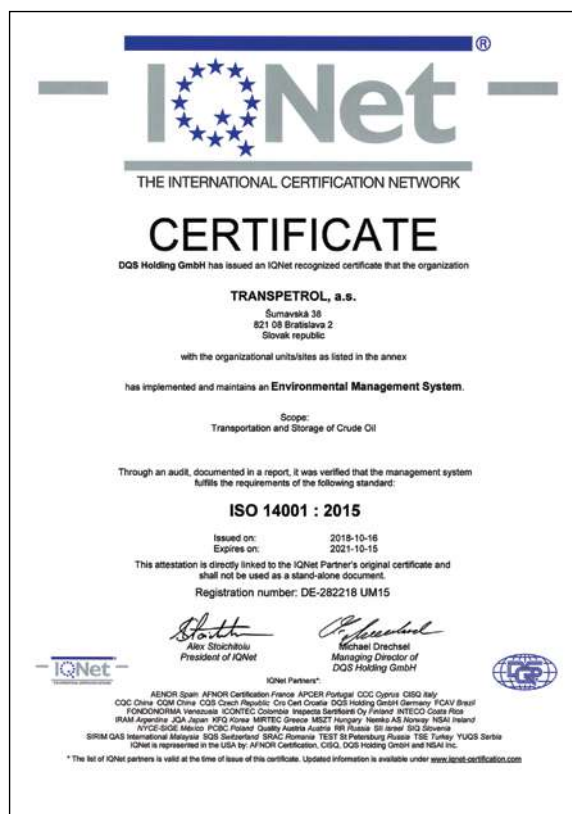 IQNet ®
THE INTERNATIONAL CERTIFICATION NETWORK
CERTIFICATE
DQS Holding GmbH has issued an IQNet recognized certificate that the organization
TRANSPETROL, a.s.
Šumavská 38
821 08 Bratislava 2
Slovak republic
with the organizational units/sites as listed in the annex
has implemented and maintains an Environmental Management System.
Scope:
Transportation and Storage of Crude Oil
Through an audit, documented in a report, it was verified that the management system
fulfills the requirements of the following standard:
ISO 14001 : 2015
Issued on: 2018-10-16
Expires on: 2021-10-15
This attestation is directly linked to the IQNet Partner's original certificate and
shall not be used as a stand-alone document.
Registration number: DE-282218 UM15
Alex Stoichitoiu
President of IQNet
Michael Drechsel
Managing Director of
DQS Holding GmbH
IQNet
IQNet Partners*:
AENOR Spain AFNOR Certification France APCER Portugal CCC Cyprus CISQ Italy
CQC China CQM China CQS Czech Republic Cro Cert Croatia DQS Holding GmbH Germany FCAV Brazil
FONDONORMA Venezuela ICONTEC Colombia Inspecta Sertifiointi Oy Finland INTECO Costa Rica
IRAM Argentina JQA Japan KFQ Korea MIRTEC Greece MSZT Hungary Nemko AS Norway NSAI Ireland
NYCE-SIGE México PCBC Poland Quality Austria Austria RR Russia SII Israel SIQ Slovenia
SIRIM QAS International Malaysia SQS Switzerland SRAC Romania TEST St Petersburg Russia TSE Turkey YUQS Serbia
IQNet is represented in the USA by: AFNOR Certification, CISQ, DQS Holding GmbH and NSAI Inc.
* The list of IQNet partners is valid at the time of issue of this certificate. Updated information is available under www.iqnet-certification.com